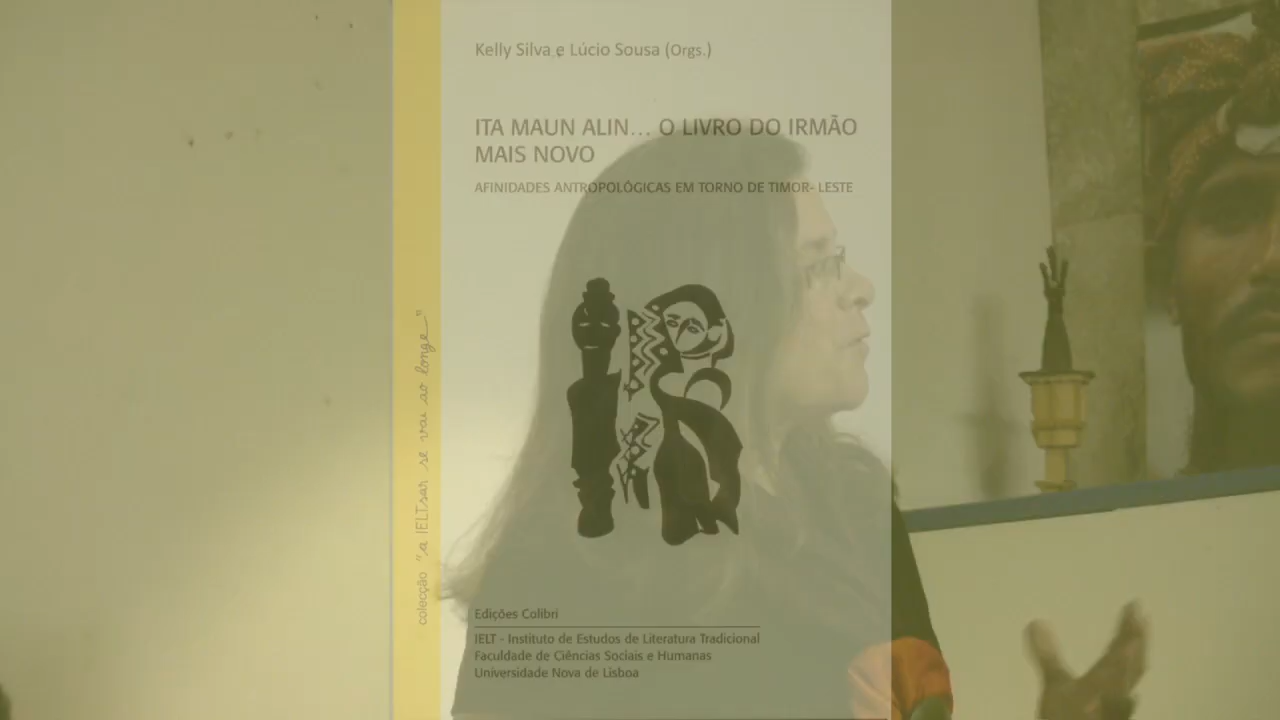 Kelly Silva e Lúcio Sousa (Orgs.)
ITA MAUN ALIN... O LIVRO DO IRMÃO
MAIS NOVO
AFINIDADES ANTROPOLÓGICAS EM TORNO DE TIMOR- LESTE
colecção "a IELTsar se vai ao longe"
Edições Colibri
IELT - Instituto de Estudos de Literatura Tradicional
Faculdade de Ciências Sociais e Humanas
Universidade Nova de Lisboa